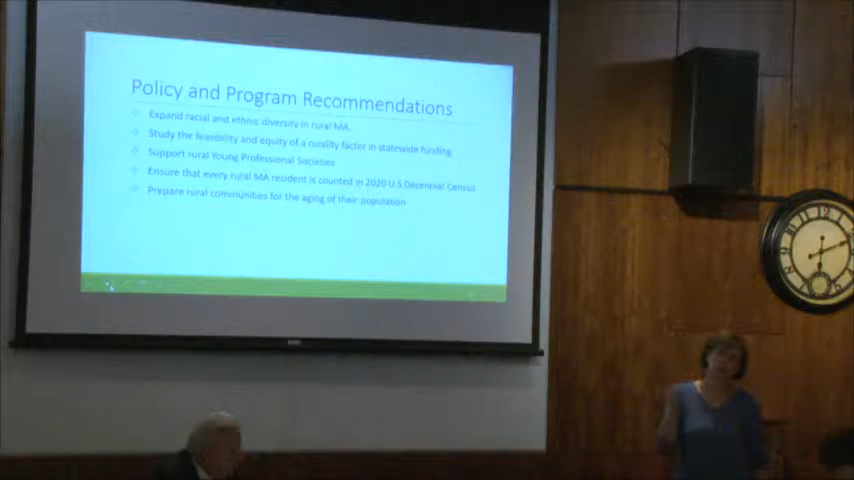 Policy and Program Recommendations
Expand racial and ethnic diversity in rural MA.
Study the feasibility and equity of a rurality factor in statewide funding
Support rural Young Professional Societies
Ensure that every rural MA resident is counted in 2020 U.S Decennial Census
Prepare rural communities for the aging of their population